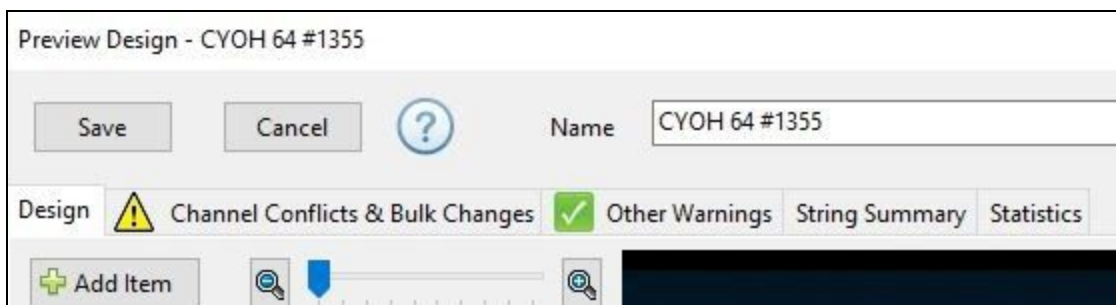 Preview Design - CYOH 64 #1355
Save Cancel ? Name CYOH 64 #1355
Design Channel Conflicts & Bulk Changes Other Warnings String Summary Statistics
Add Item